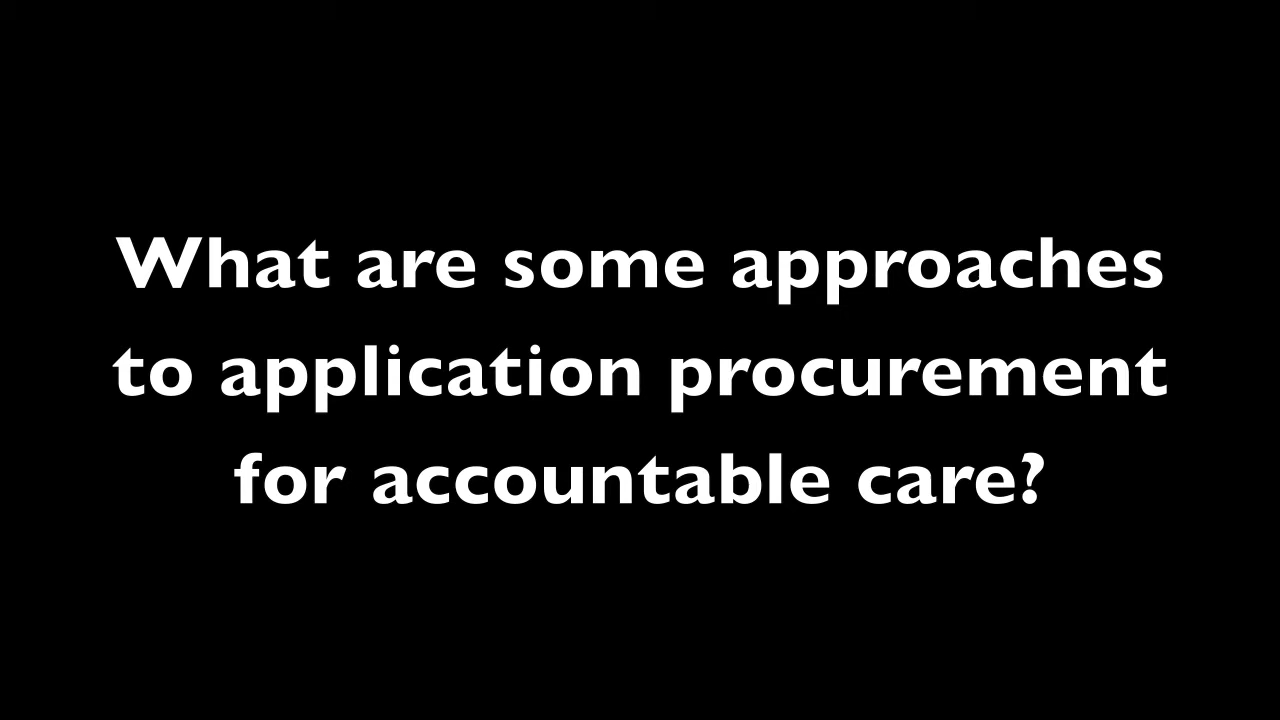 What are some approaches
to application procurement
for accountable care?